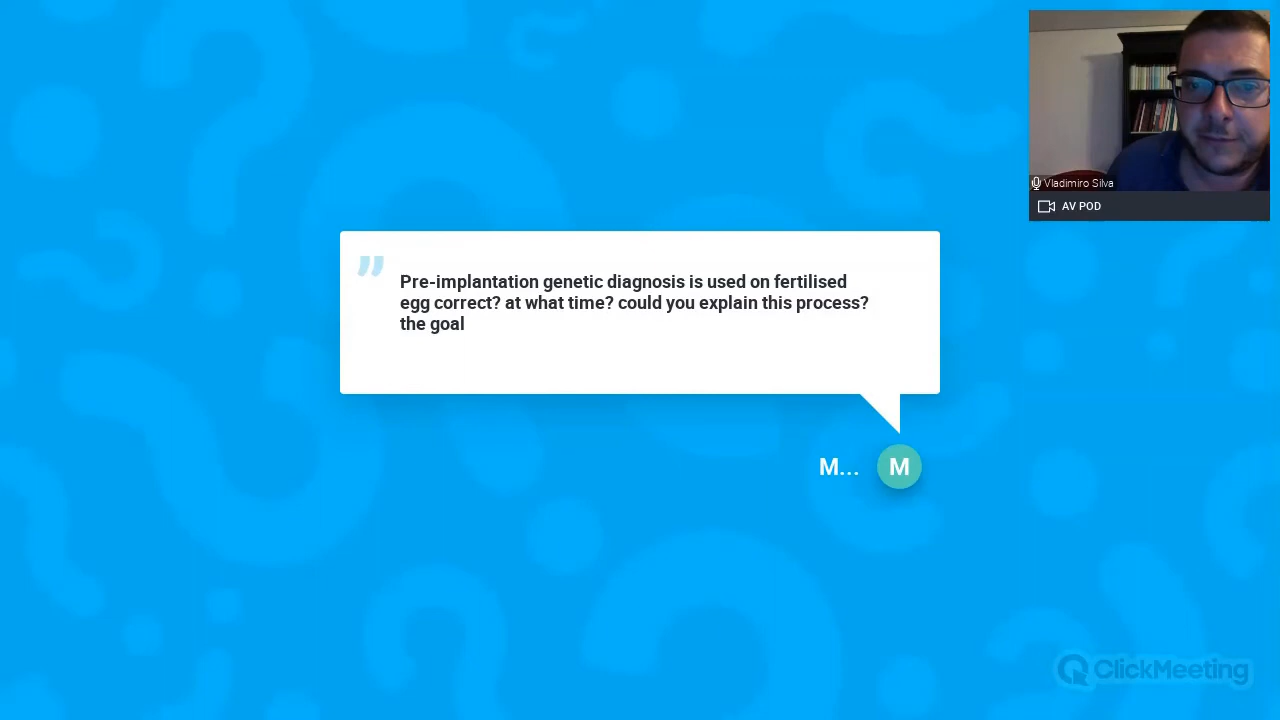 Pre-implantation genetic diagnosis is used on fertilised
egg correct? at what time? could you explain this process?
the goal
M...
M
Vladimiro Silva
AV POD
ClickMeeting